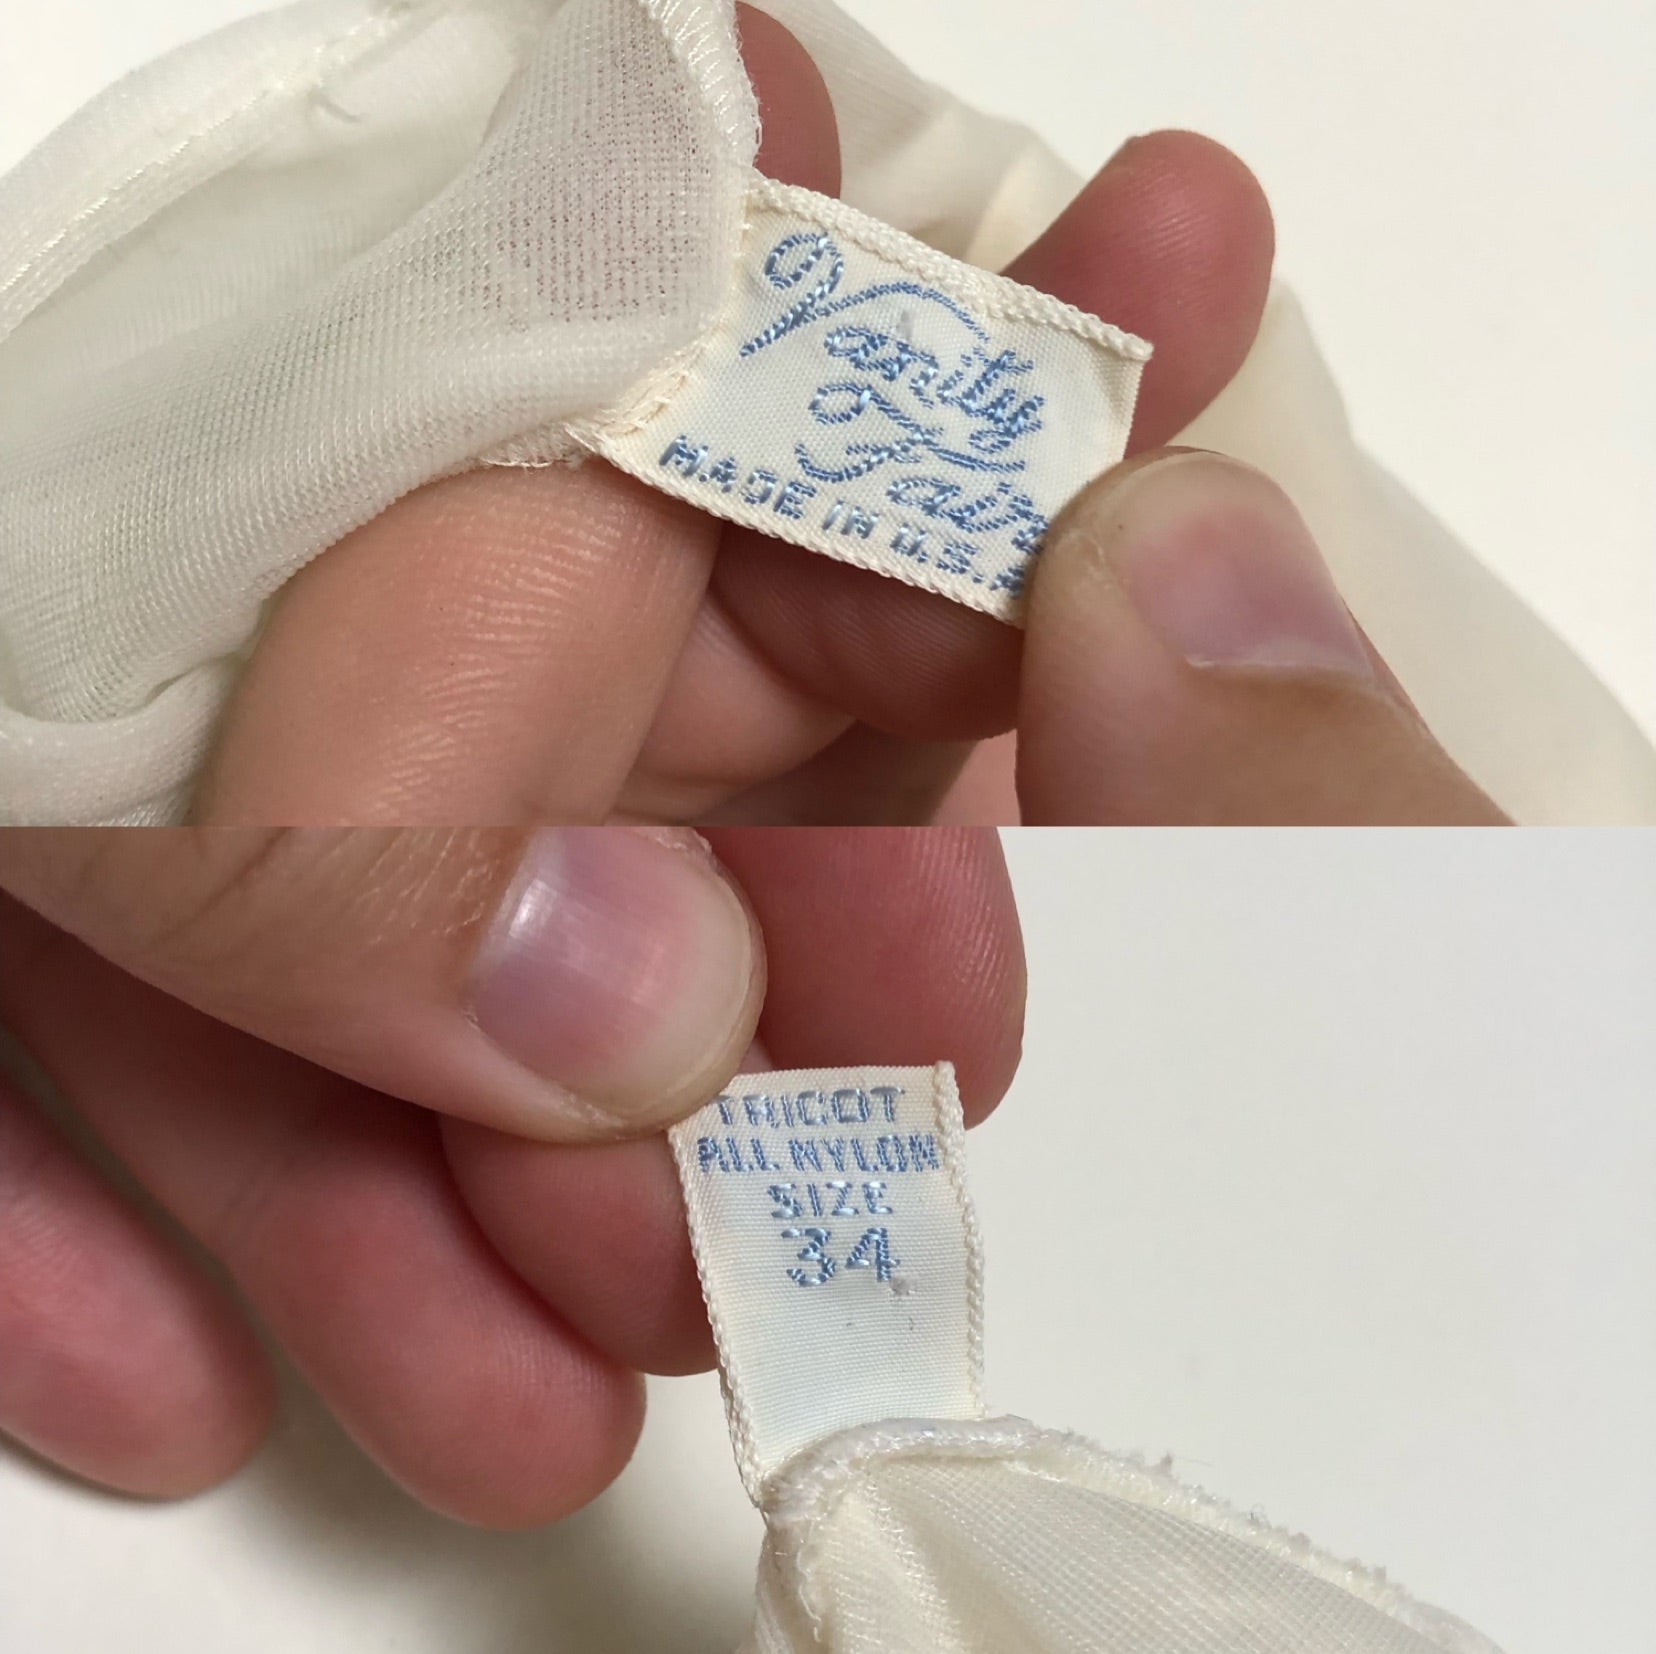 Vanity
Fair
MADE IN U.S.A
TRICOT
ALL NYLON
SIZE
34